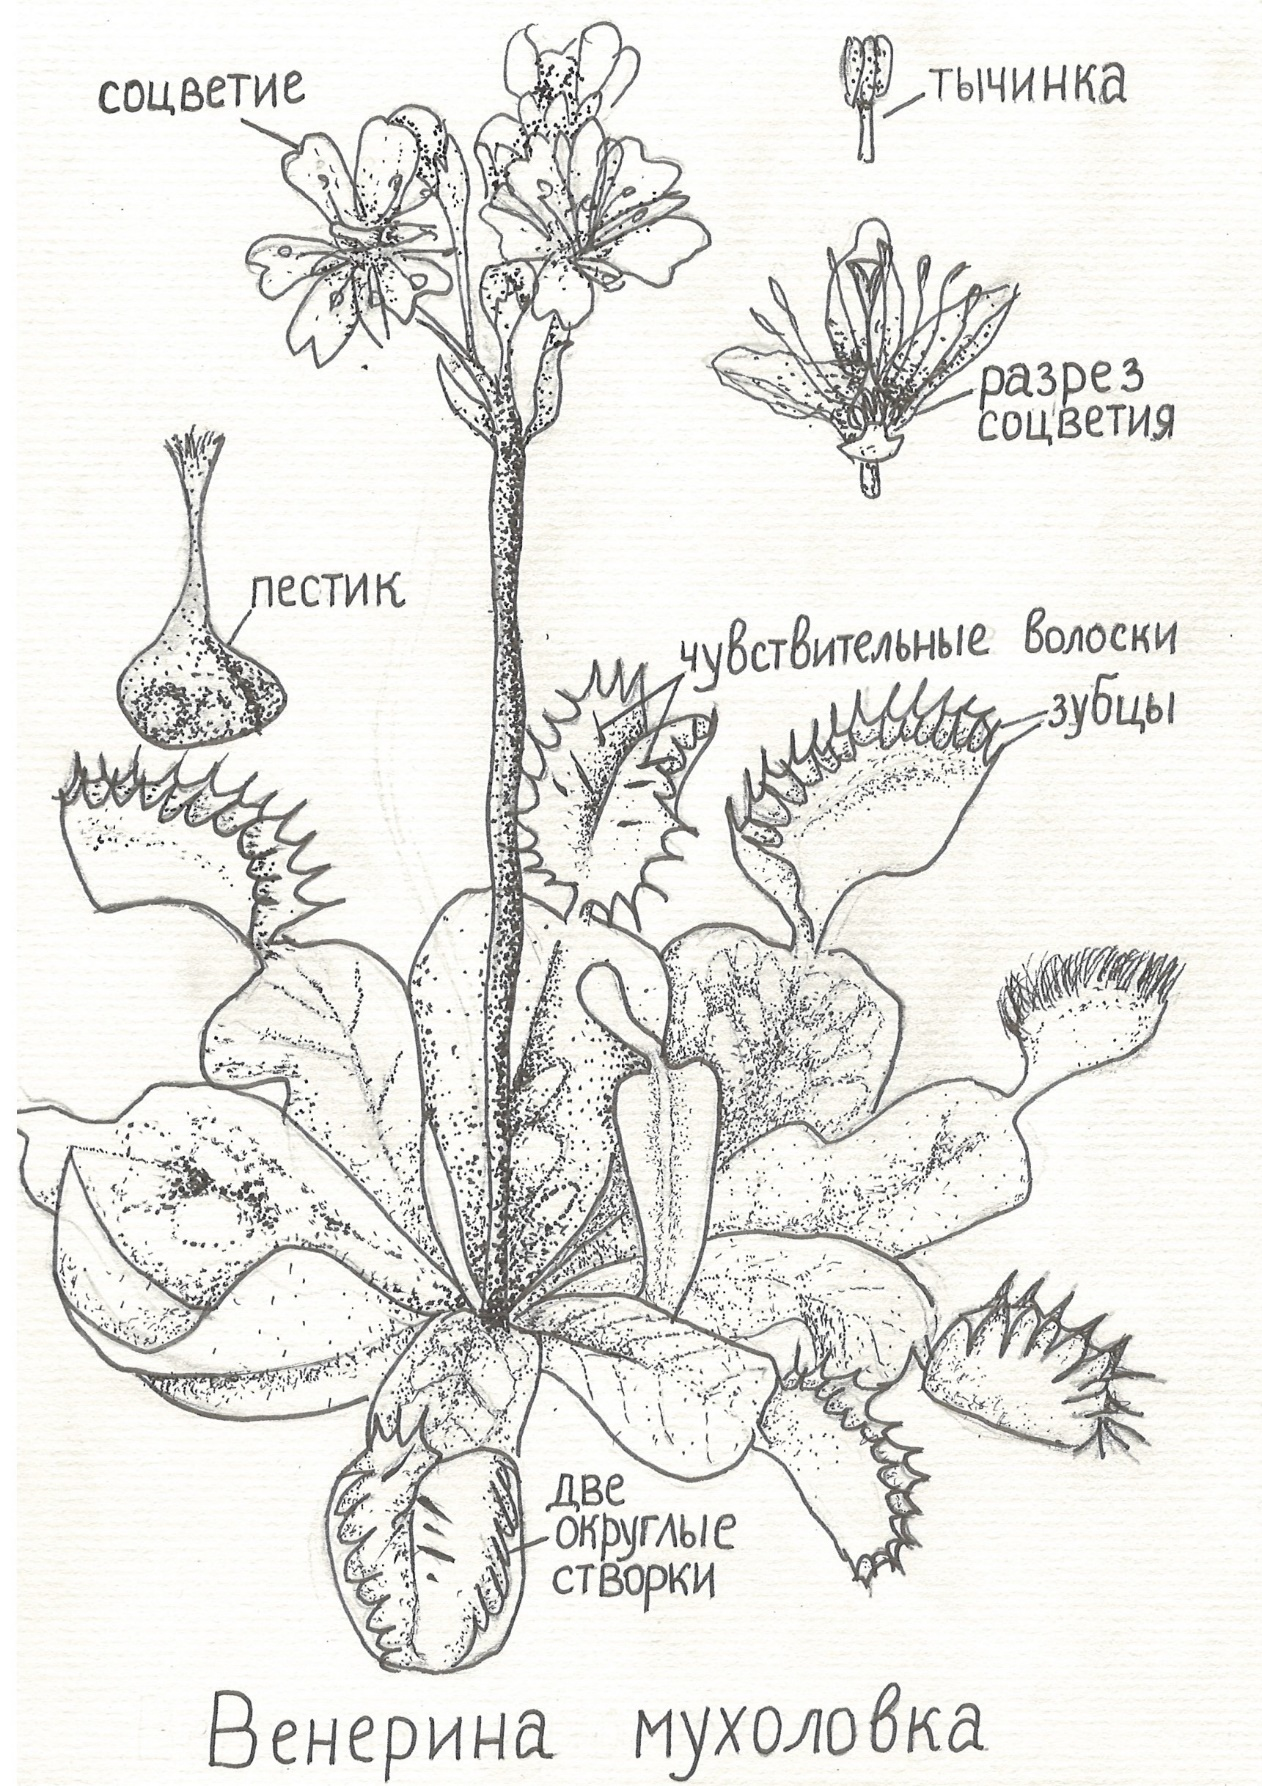 соцветие
тычинка
разрез
соцветия
пестик
чувствительные волоски
зубцы
две
округлые
створки
Венерина мухоловка